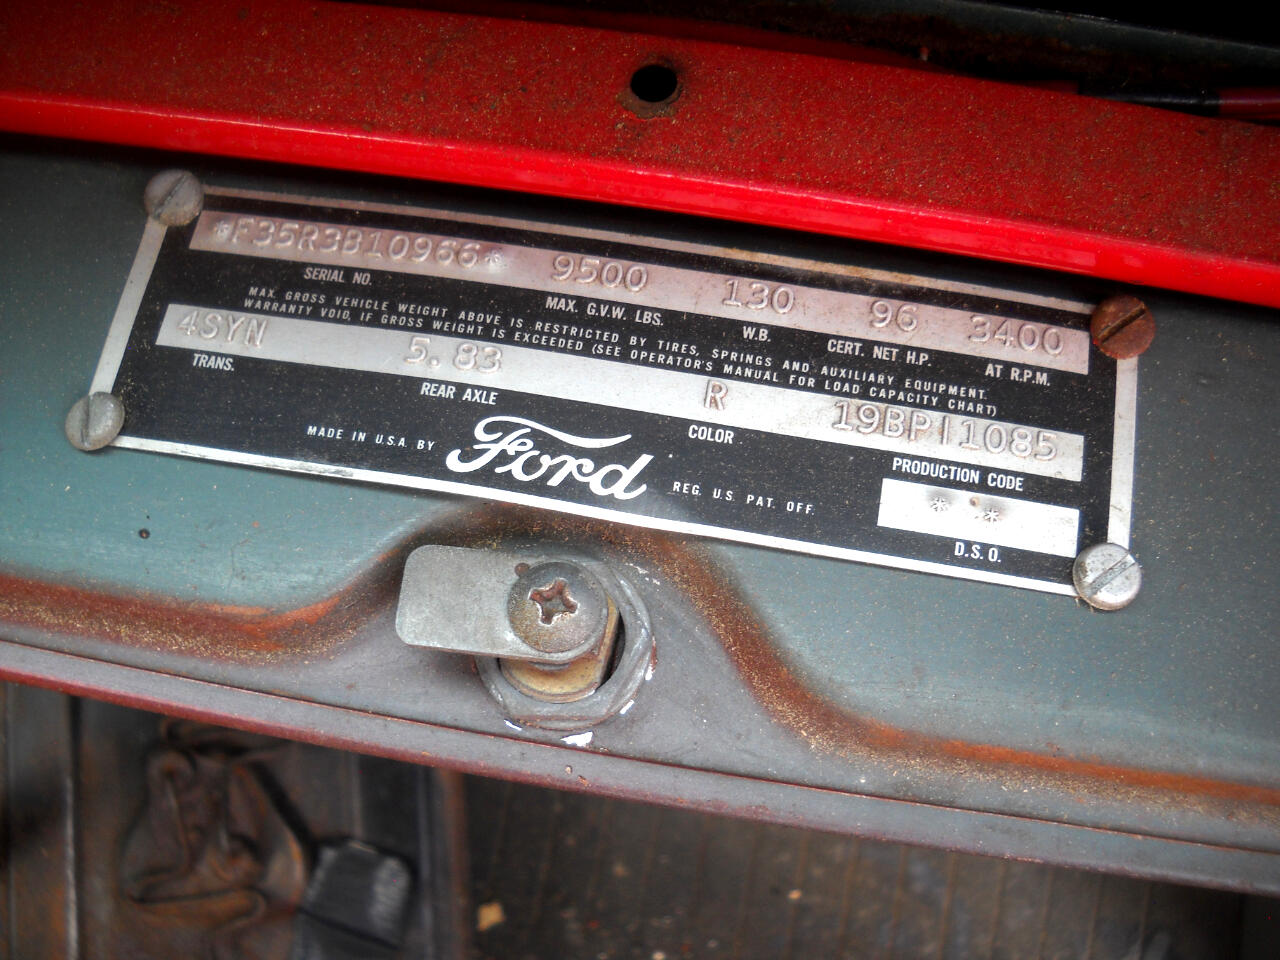 *F35R3B10966* 9500 130 96 3400
SERIAL NO. MAX. G.V.W. LBS. W.B. CERT. NET H.P. AT R.P.M.
MAX. GROSS VEHICLE WEIGHT ABOVE IS RESTRICTED BY TIRES, SPRINGS AND AUXILIARY EQUIPMENT.
WARRANTY VOID, IF GROSS WEIGHT IS EXCEEDED (SEE OPERATOR'S MANUAL FOR LOAD CAPACITY CHART)
4SYN 5.83 R 19BP11085
TRANS. REAR AXLE COLOR PRODUCTION CODE
MADE IN U.S.A. BY Ford REG. U.S. PAT. OFF.
* *
D.S.O.